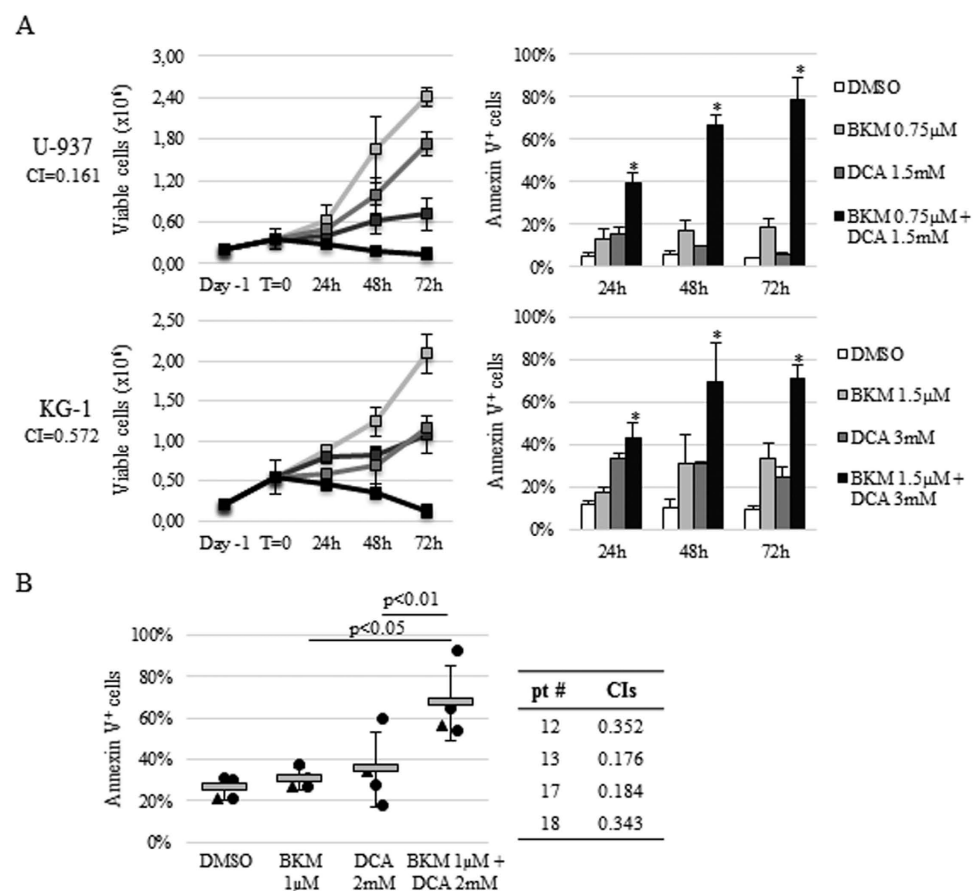 A
U-937
CI=0.161
Viable cells (x10⁶)
3,00
2,40
1,80
1,20
0,60
0,00
Day -1 T=0 24h 48h 72h
Annexin V⁺ cells
100%
80%
60%
40%
20%
0%
* * *
24h 48h 72h
DMSO
BKM 0.75µM
DCA 1.5mM
BKM 0.75µM +
DCA 1.5mM
KG-1
CI=0.572
Viable cells (x10⁶)
2,50
2,00
1,50
1,00
0,50
0,00
Day -1 T=0 24h 48h 72h
Annexin V⁺ cells
100%
80%
60%
40%
20%
0%
* * *
24h 48h 72h
DMSO
BKM 1.5µM
DCA 3mM
BKM 1.5µM +
DCA 3mM
B
p<0.01
p<0.05
Annexin V⁺ cells
100%
80%
60%
40%
20%
0%
DMSO
BKM
1µM
DCA
2mM
BKM 1µM +
DCA 2mM
pt # CIs
12 0.352
13 0.176
17 0.184
18 0.343